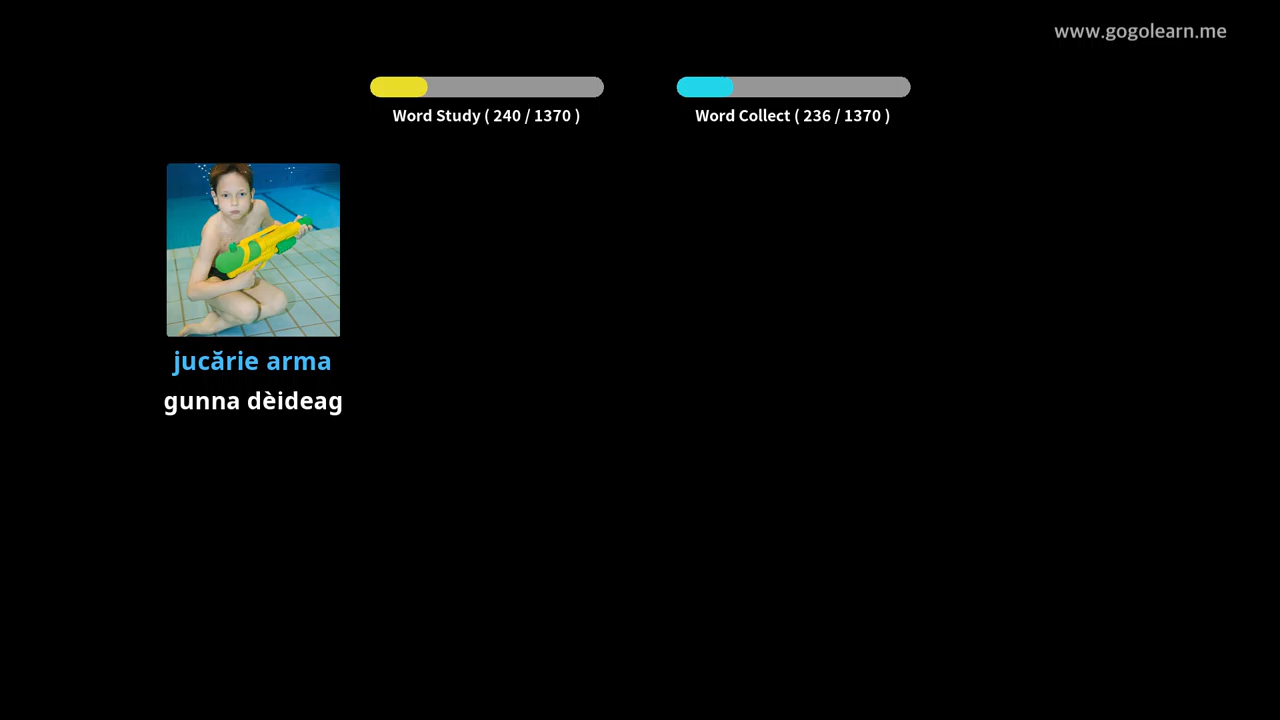 www.gogolearn.me
Word Study ( 240 / 1370 )
Word Collect ( 236 / 1370 )
jucărie arma
gunna dèideag